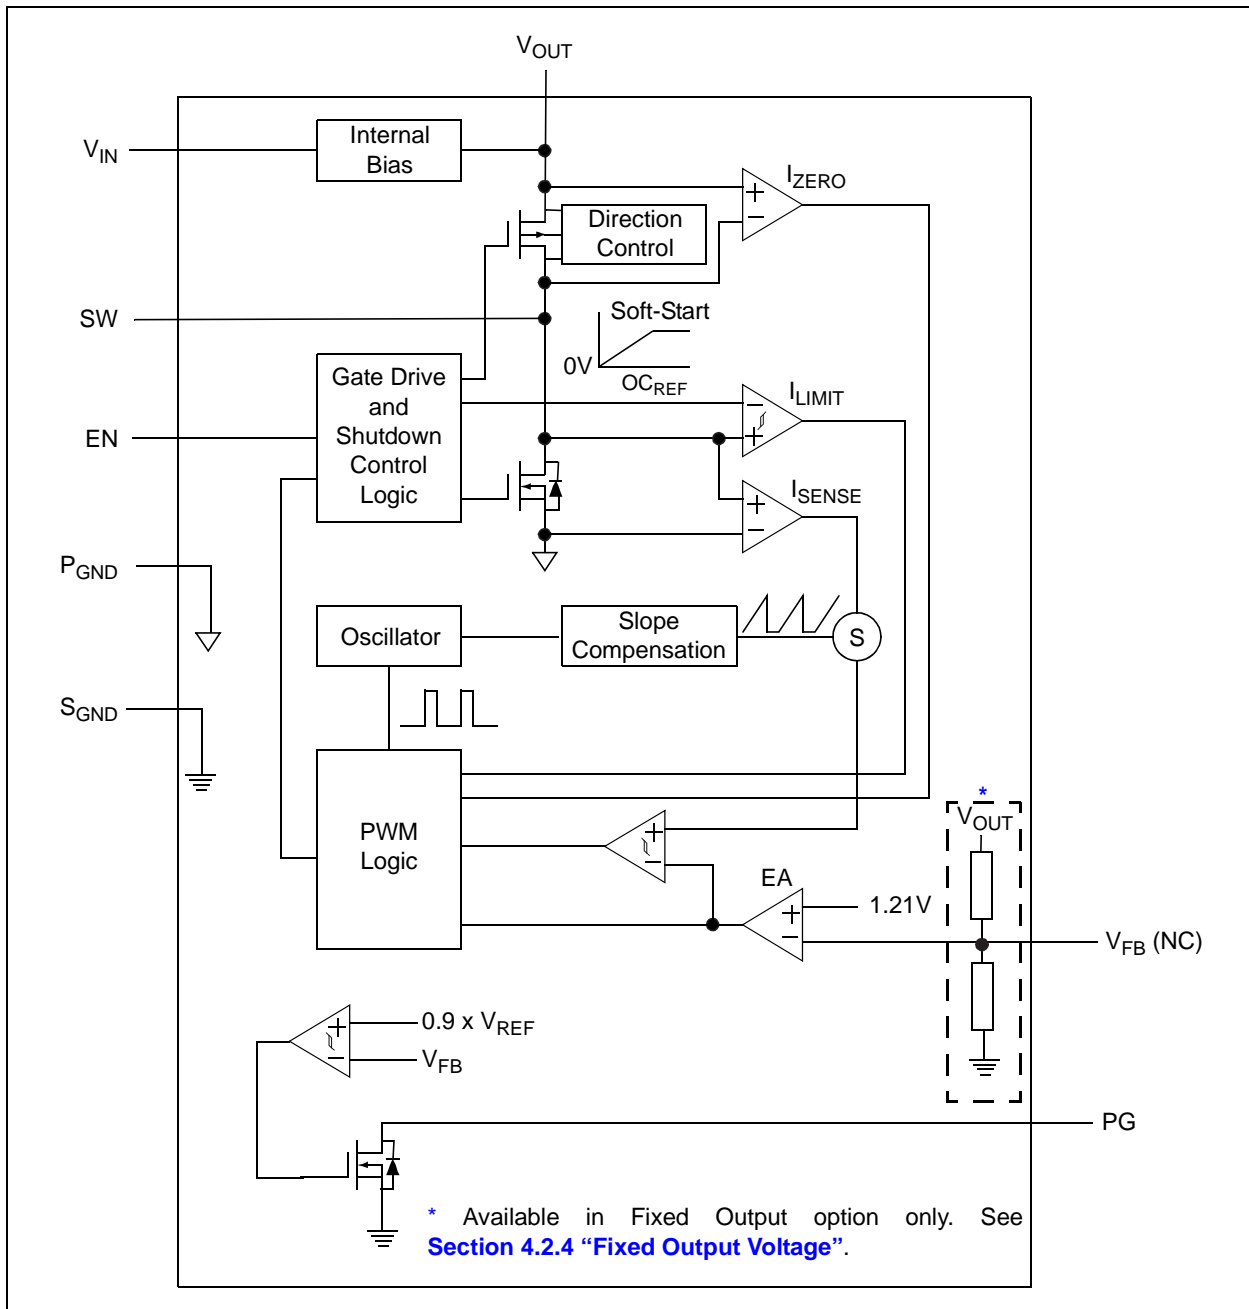 VOUT
VIN
Internal
Bias
IZERO
+
−
Direction
Control
SW
Soft-Start
0V
OCREF
Gate Drive
and
Shutdown
Control
Logic
ILIMIT
−
+
EN
ISENSE
+
−
PGND
Oscillator
Slope
Compensation
S
SGND
*
VOUT
PWM
Logic
+
−
EA
+
−
1.21V
VFB (NC)
+
−
0.9 x VREF
VFB
PG
* Available in Fixed Output option only. See
Section 4.2.4 “Fixed Output Voltage”.